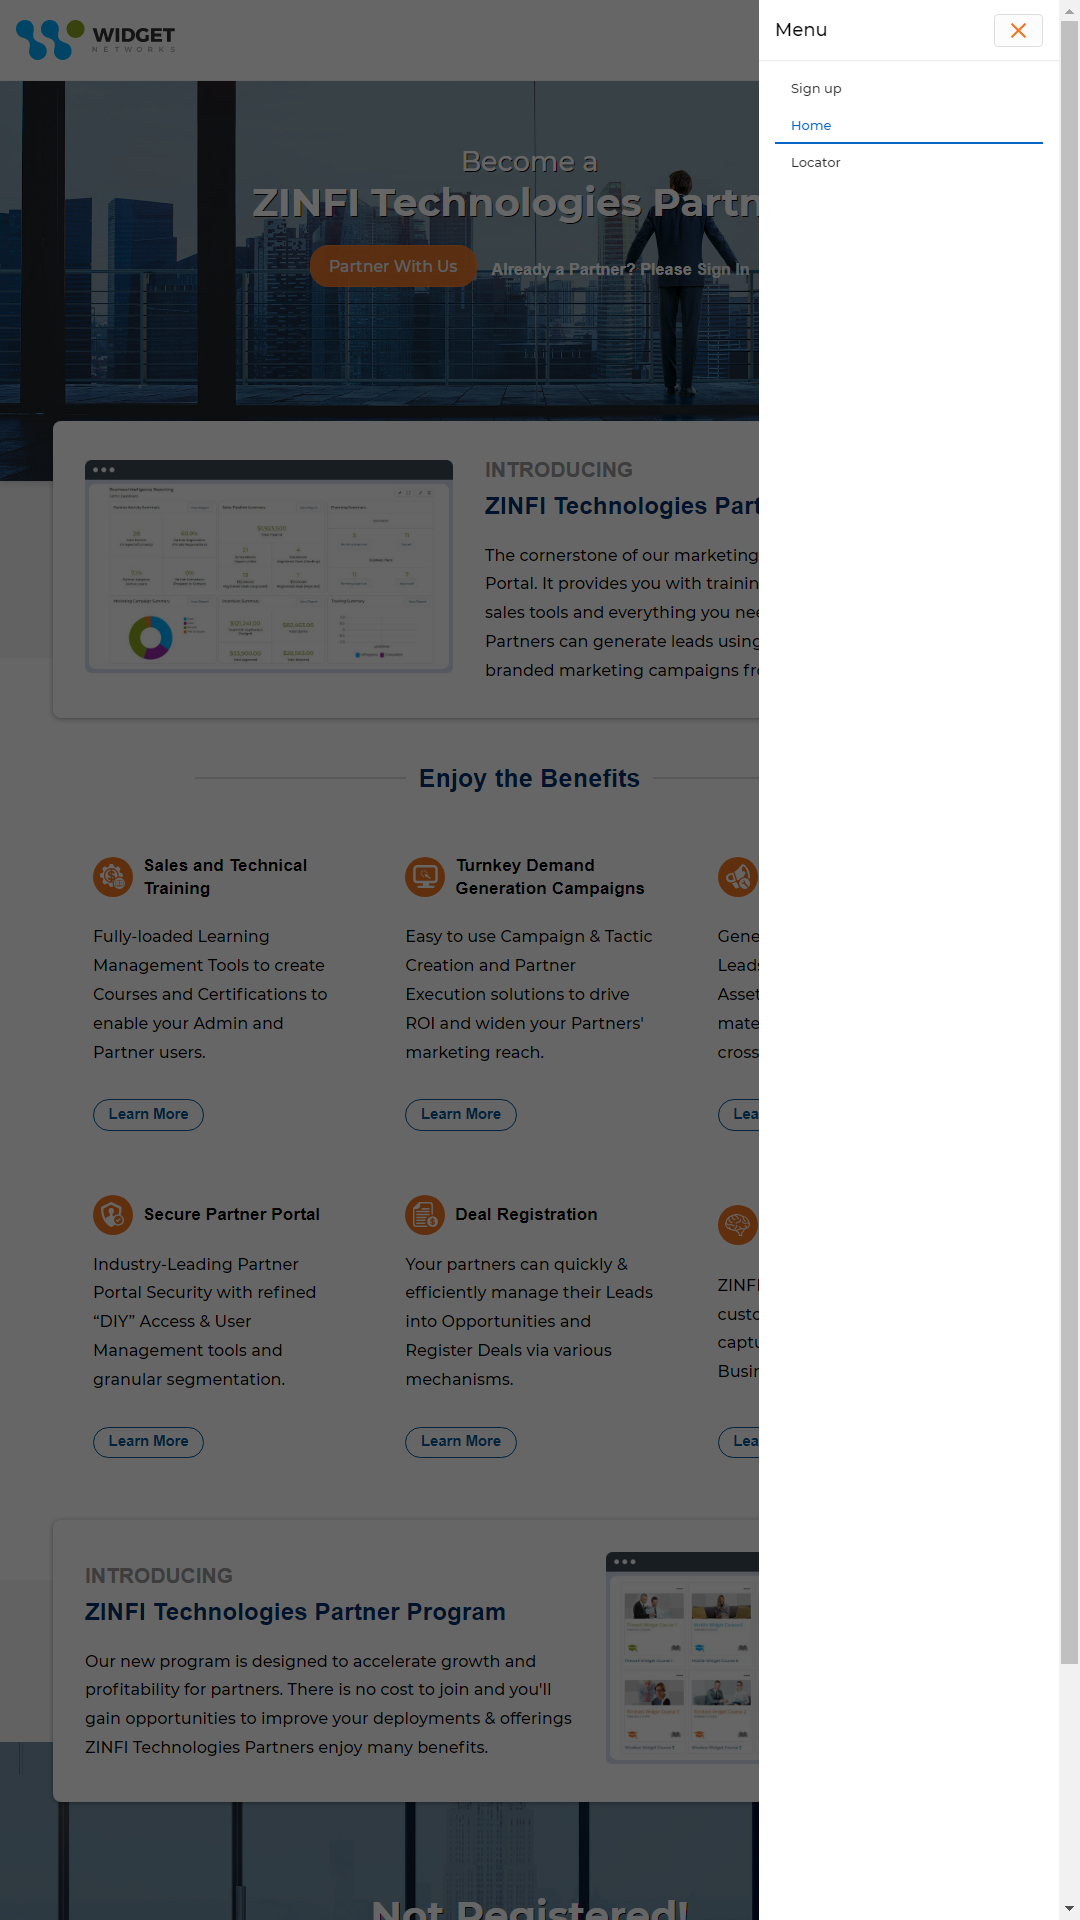 WIDGET
NETWORKS
Menu
Sign up
Home
Locator
Become a
ZINFI Technologies Partn
Partner With Us
Already a Partner? Please Sign In
INTRODUCING
ZINFI Technologies Part
The cornerstone of our marketing
Portal. It provides you with trainin
sales tools and everything you nee
Partners can generate leads using
branded marketing campaigns fr
Enjoy the Benefits
Sales and Technical
Training
Fully-loaded Learning
Management Tools to create
Courses and Certifications to
enable your Admin and
Partner users.
Learn More
Turnkey Demand
Generation Campaigns
Easy to use Campaign & Tactic
Creation and Partner
Execution solutions to drive
ROI and widen your Partners'
marketing reach.
Learn More
Gene
Leads
Asset
mate
cross
Lea
Secure Partner Portal
Industry-Leading Partner
Portal Security with refined
“DIY” Access & User
Management tools and
granular segmentation.
Learn More
Deal Registration
Your partners can quickly &
efficiently manage their Leads
into Opportunities and
Register Deals via various
mechanisms.
Learn More
ZINFI
custo
captu
Busin
Lea
INTRODUCING
ZINFI Technologies Partner Program
Our new program is designed to accelerate growth and
profitability for partners. There is no cost to join and you'll
gain opportunities to improve your deployments & offerings
ZINFI Technologies Partners enjoy many benefits.
Not Registered!